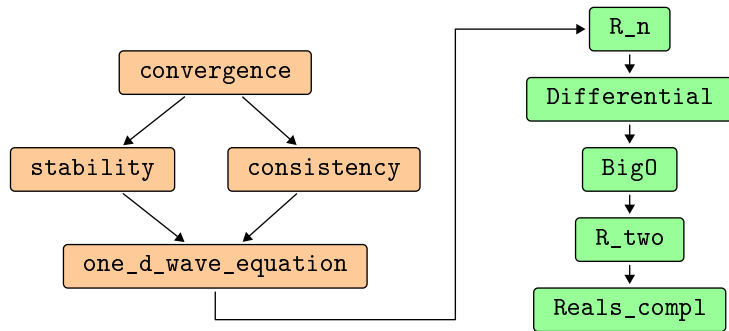 convergence
stability
consistency
one_d_wave_equation
R_n
Differential
BigO
R_two
Reals_compl